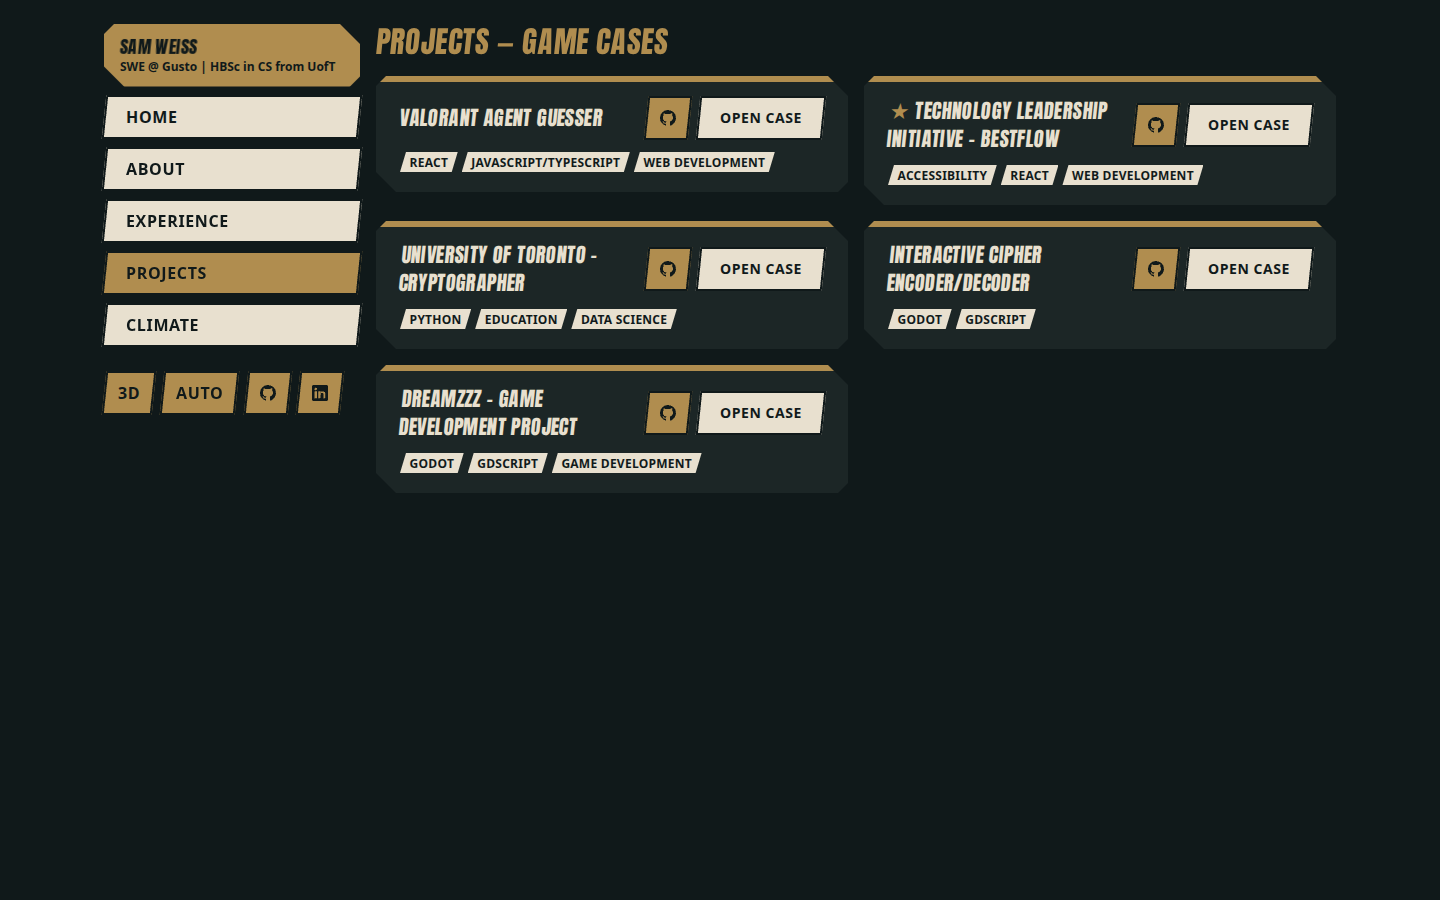 SAM WEISS
SWE @ Gusto | HBSc in CS from UofT
HOME
ABOUT
EXPERIENCE
PROJECTS
CLIMATE
3D AUTO
PROJECTS — GAME CASES
VALORANT AGENT GUESSER
OPEN CASE
REACT JAVASCRIPT/TYPESCRIPT WEB DEVELOPMENT
★ TECHNOLOGY LEADERSHIP
INITIATIVE - BESTFLOW
OPEN CASE
ACCESSIBILITY REACT WEB DEVELOPMENT
UNIVERSITY OF TORONTO -
CRYPTOGRAPHER
OPEN CASE
PYTHON EDUCATION DATA SCIENCE
INTERACTIVE CIPHER
ENCODER/DECODER
OPEN CASE
GODOT GDSCRIPT
DREAMZZZ - GAME
DEVELOPMENT PROJECT
OPEN CASE
GODOT GDSCRIPT GAME DEVELOPMENT